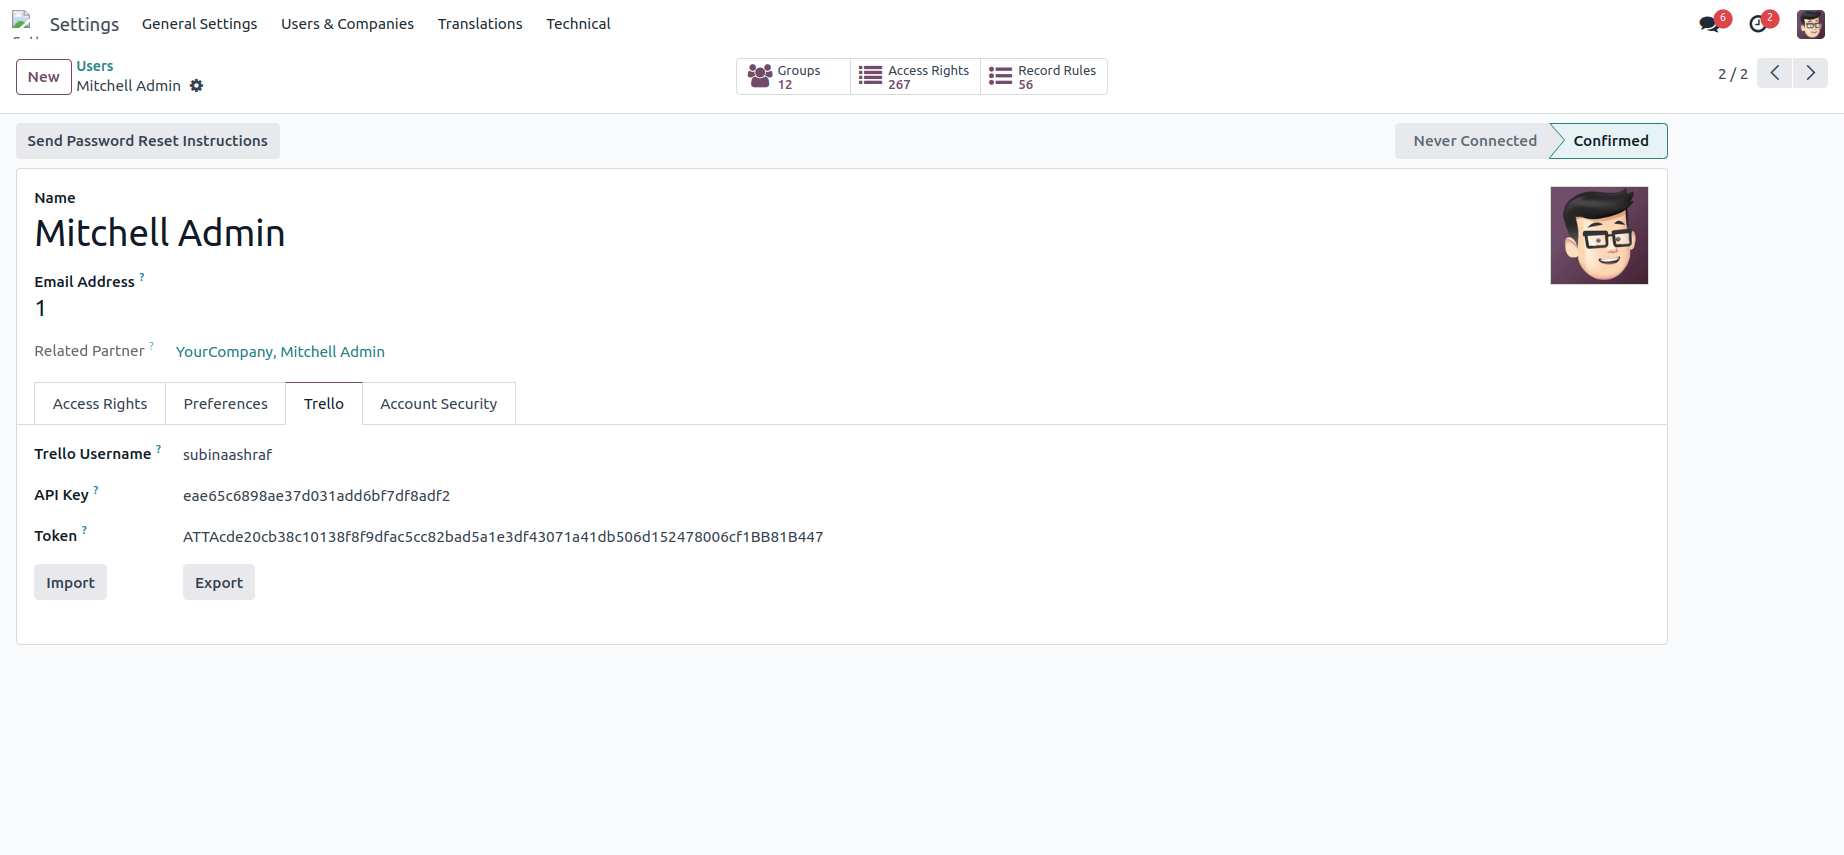 Settings General Settings Users & Companies Translations Technical 6 2
New Users
Mitchell Admin
Groups 12
Access Rights 267
Record Rules 56
2 / 2
Send Password Reset Instructions
Never Connected Confirmed
Name
Mitchell Admin
Email Address ?
1
Related Partner ? YourCompany, Mitchell Admin
Access Rights Preferences Trello Account Security
Trello Username ? subinaashraf
API Key ? eae65c6898ae37d031add6bf7df8adf2
Token ? ATTAcde20cb38c10138f8f9dfac5cc82bad5a1e3df43071a41db506d152478006cf1BB81B447
Import Export